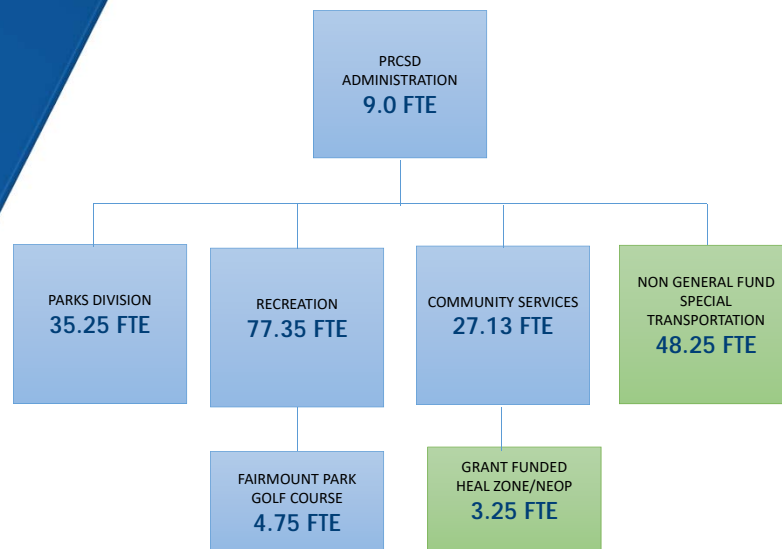 PRCSD
ADMINISTRATION
9.0 FTE
PARKS DIVISION
35.25 FTE
RECREATION
77.35 FTE
COMMUNITY SERVICES
27.13 FTE
NON GENERAL FUND
SPECIAL
TRANSPORTATION
48.25 FTE
FAIRMOUNT PARK
GOLF COURSE
4.75 FTE
GRANT FUNDED
HEAL ZONE/NEOP
3.25 FTE